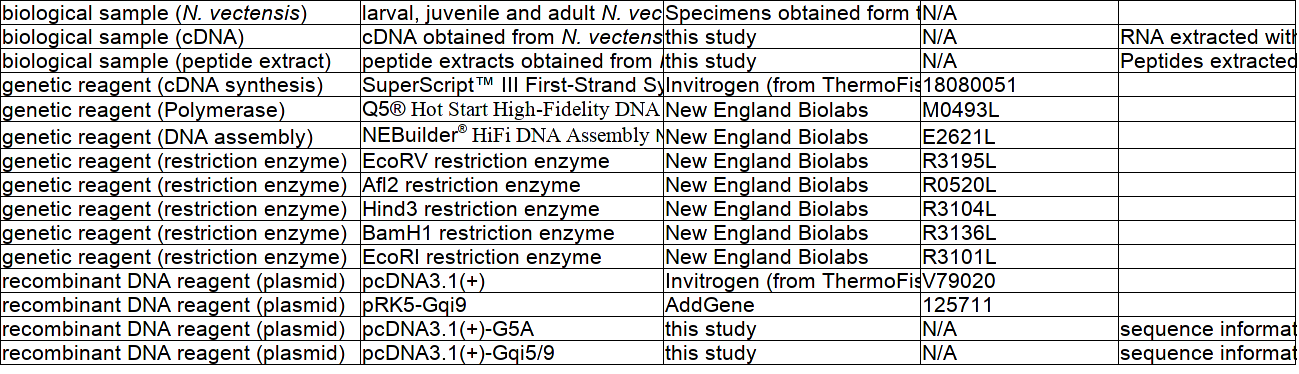 biological sample (N. vectensis) larval, juvenile and adult N. vec Specimens obtained form t N/A
biological sample (cDNA) cDNA obtained from N. vectens this study N/A RNA extracted with
biological sample (peptide extract) peptide extracts obtained from this study N/A Peptides extracted
genetic reagent (cDNA synthesis) SuperScript™ III First-Strand Sy Invitrogen (from ThermoFis 18080051
genetic reagent (Polymerase) Q5® Hot Start High-Fidelity DNA New England Biolabs M0493L
genetic reagent (DNA assembly) NEBuilder® HiFi DNA Assembly New England Biolabs E2621L
genetic reagent (restriction enzyme) EcoRV restriction enzyme New England Biolabs R3195L
genetic reagent (restriction enzyme) Afl2 restriction enzyme New England Biolabs R0520L
genetic reagent (restriction enzyme) Hind3 restriction enzyme New England Biolabs R3104L
genetic reagent (restriction enzyme) BamH1 restriction enzyme New England Biolabs R3136L
genetic reagent (restriction enzyme) EcoRI restriction enzyme New England Biolabs R3101L
recombinant DNA reagent (plasmid) pcDNA3.1(+) Invitrogen (from ThermoFis V79020
recombinant DNA reagent (plasmid) pRK5-Gqi9 AddGene 125711
recombinant DNA reagent (plasmid) pcDNA3.1(+)-G5A this study N/A sequence informat
recombinant DNA reagent (plasmid) pcDNA3.1(+)-Gqi5/9 this study N/A sequence informat